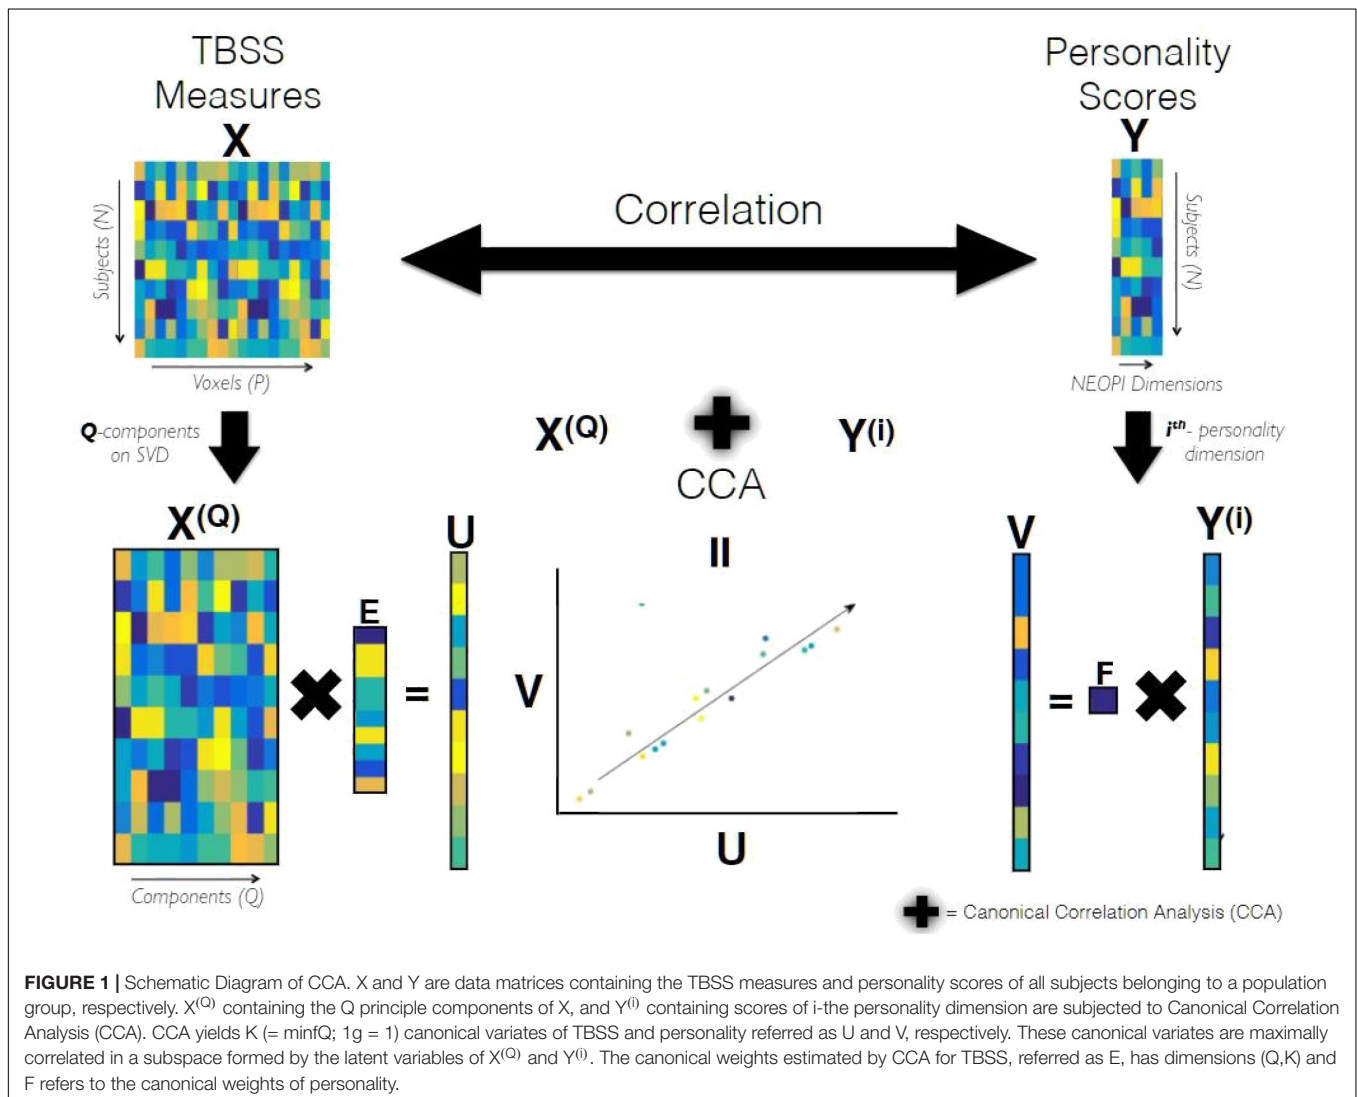 TBSS
Measures
X
Subjects (N)
Voxels (P)
Personality
Scores
Y
Subjects (N)
NEOPI Dimensions
Correlation
Q-components
on SVD
X(Q)
Y(i)
CCA
ith- personality
dimension
X(Q)
E
=
U
Components (Q)
=
V
U
V
=
F
Y(i)
= Canonical Correlation Analysis (CCA)
FIGURE 1 | Schematic Diagram of CCA. X and Y are data matrices containing the TBSS measures and personality scores of all subjects belonging to a population
group, respectively. X(Q) containing the Q principle components of X, and Y(i) containing scores of i-the personality dimension are subjected to Canonical Correlation
Analysis (CCA). CCA yields K (= minfQ; 1g = 1) canonical variates of TBSS and personality referred as U and V, respectively. These canonical variates are maximally
correlated in a subspace formed by the latent variables of X(Q) and Y(i). The canonical weights estimated by CCA for TBSS, referred as E, has dimensions (Q,K) and
F refers to the canonical weights of personality.